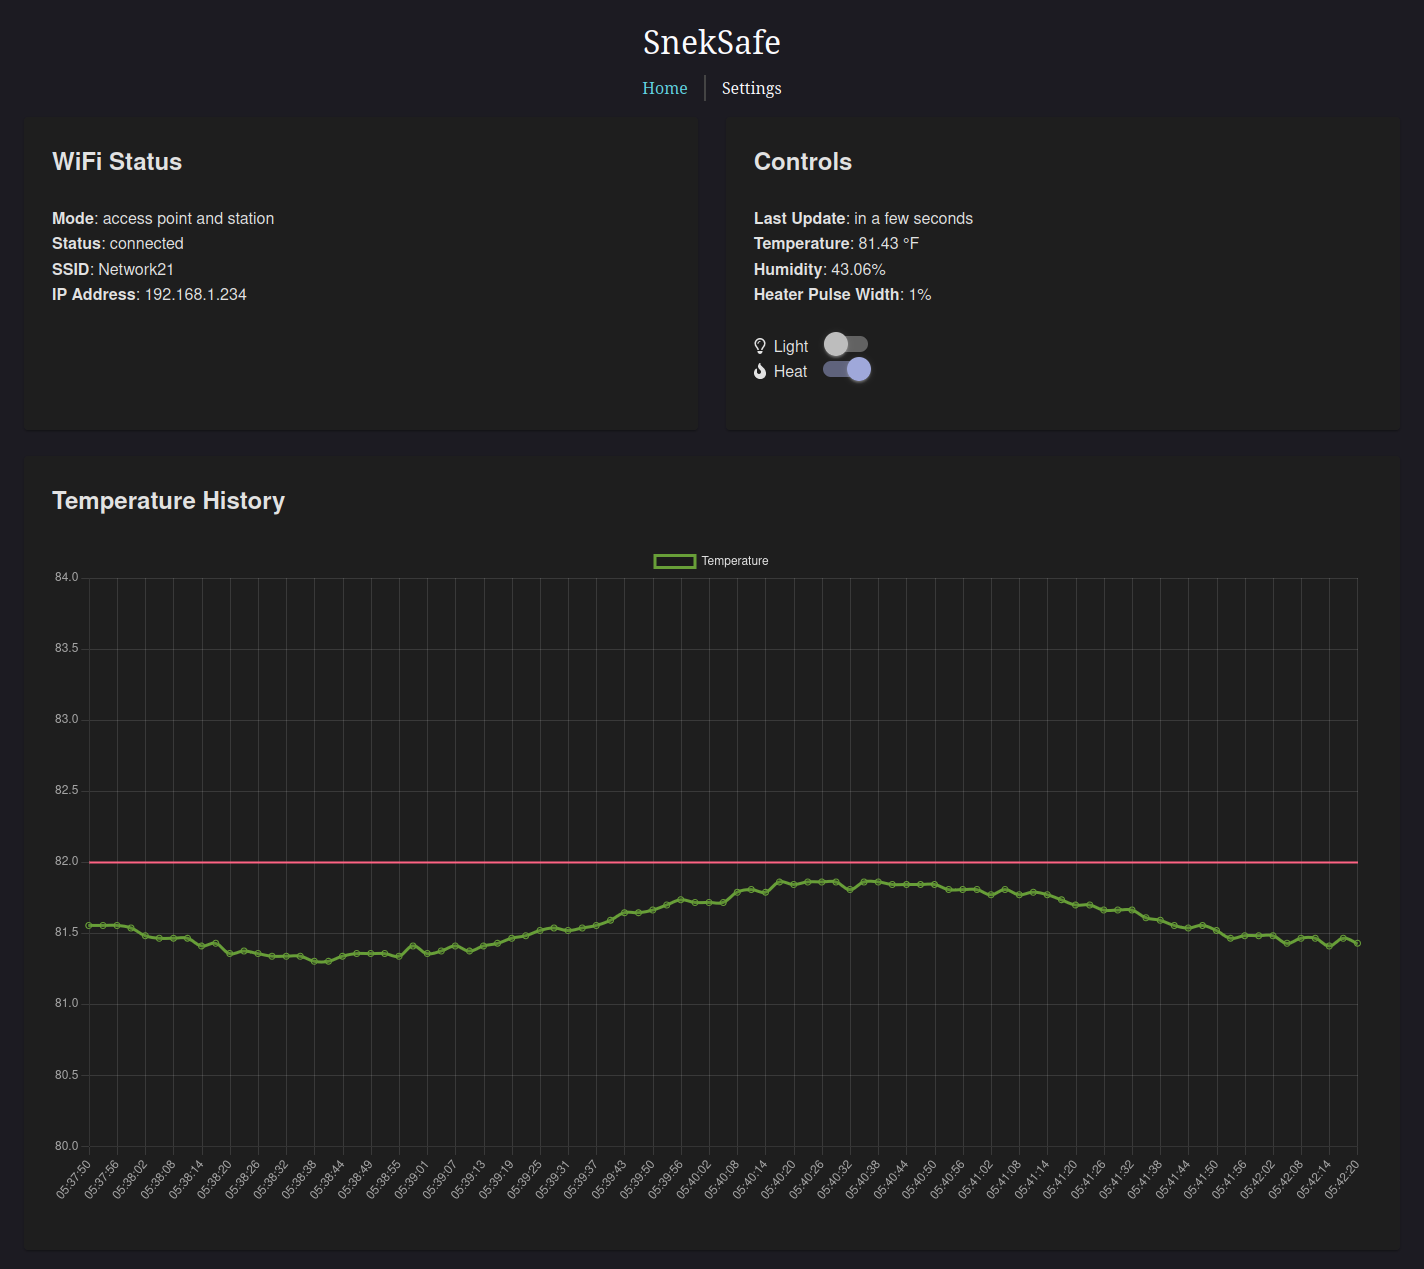 SnekSafe
Home Settings
WiFi Status
Mode: access point and station
Status: connected
SSID: Network21
IP Address: 192.168.1.234
Controls
Last Update: in a few seconds
Temperature: 81.43 °F
Humidity: 43.06%
Heater Pulse Width: 1%
Light
Heat
Temperature History
Temperature
84.0
83.5
83.0
82.5
82.0
81.5
81.0
80.5
80.0
05:37:50 05:37:56 05:38:02 05:38:08 05:38:14 05:38:20 05:38:26 05:38:32 05:38:38 05:38:44 05:38:49 05:38:55 05:39:01 05:39:07 05:39:13 05:39:19 05:39:25 05:39:31 05:39:37 05:39:43 05:39:50 05:39:56 05:40:02 05:40:08 05:40:14 05:40:20 05:40:26 05:40:32 05:40:38 05:40:44 05:40:50 05:40:56 05:41:02 05:41:08 05:41:14 05:41:20 05:41:26 05:41:32 05:41:38 05:41:44 05:41:50 05:41:56 05:42:02 05:42:08 05:42:14 05:42:20